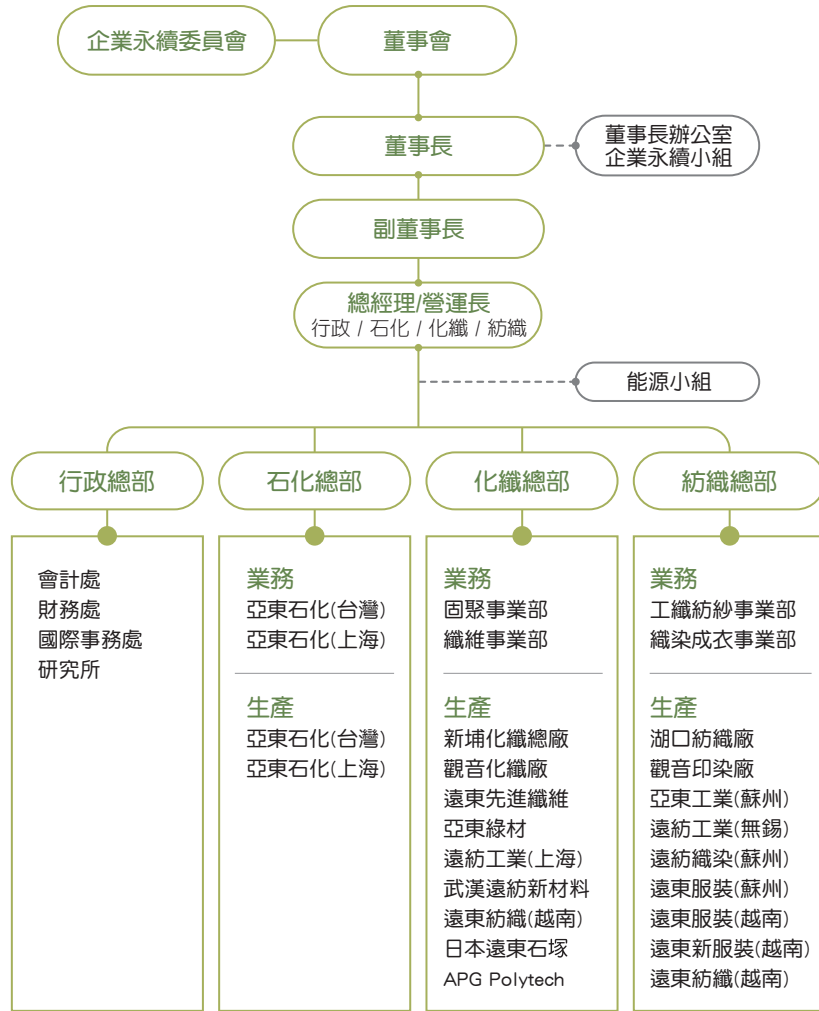 企業永續委員會
董事會
董事長
董事長辦公室
企業永續小組
副董事長
總經理/營運長
行政 / 石化 / 化纖 / 紡織
能源小組
行政總部
石化總部
化纖總部
紡織總部
會計處
財務處
國際事務處
研究所
業務
亞東石化(台灣)
亞東石化(上海)
生產
亞東石化(台灣)
亞東石化(上海)
業務
固聚事業部
纖維事業部
生產
新埔化纖總廠
觀音化纖廠
遠東先進纖維
亞東綠材
遠紡工業(上海)
武漢遠紡新材料
遠東紡織(越南)
日本遠東石塚
APG Polytech
業務
工纖紡紗事業部
織染成衣事業部
生產
湖口紡織廠
觀音印染廠
亞東工業(蘇州)
遠紡工業(無錫)
遠紡織染(蘇州)
遠東服裝(蘇州)
遠東服裝(越南)
遠東新服裝(越南)
遠東紡纖(越南)